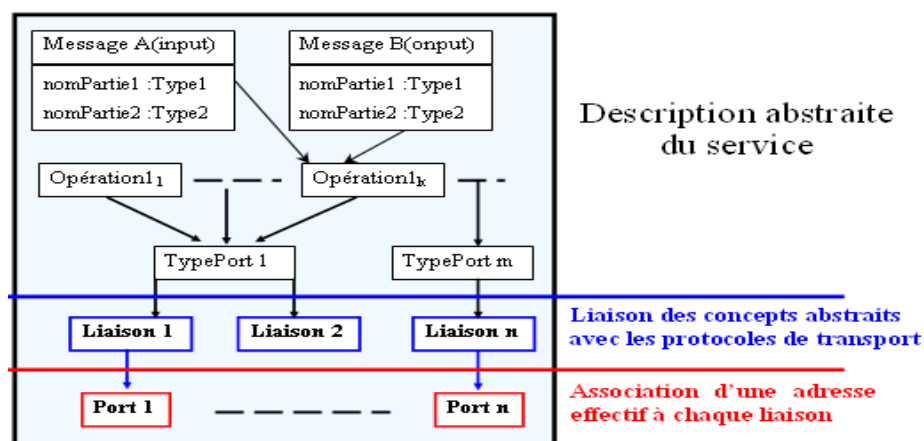 Message A(input)
nomPartie1 :Type1
nomPartie2 :Type2
Message B(onput)
nomPartie1 :Type1
nomPartie2 :Type2
Description abstraite
du service
Opération1₁
Opération1ₖ
TypePort 1
TypePort m
Liaison 1
Liaison 2
Liaison n
Liaison des concepts abstraits
avec les protocoles de transport
Port 1
Port n
Association d'une adresse
effectif à chaque liaison